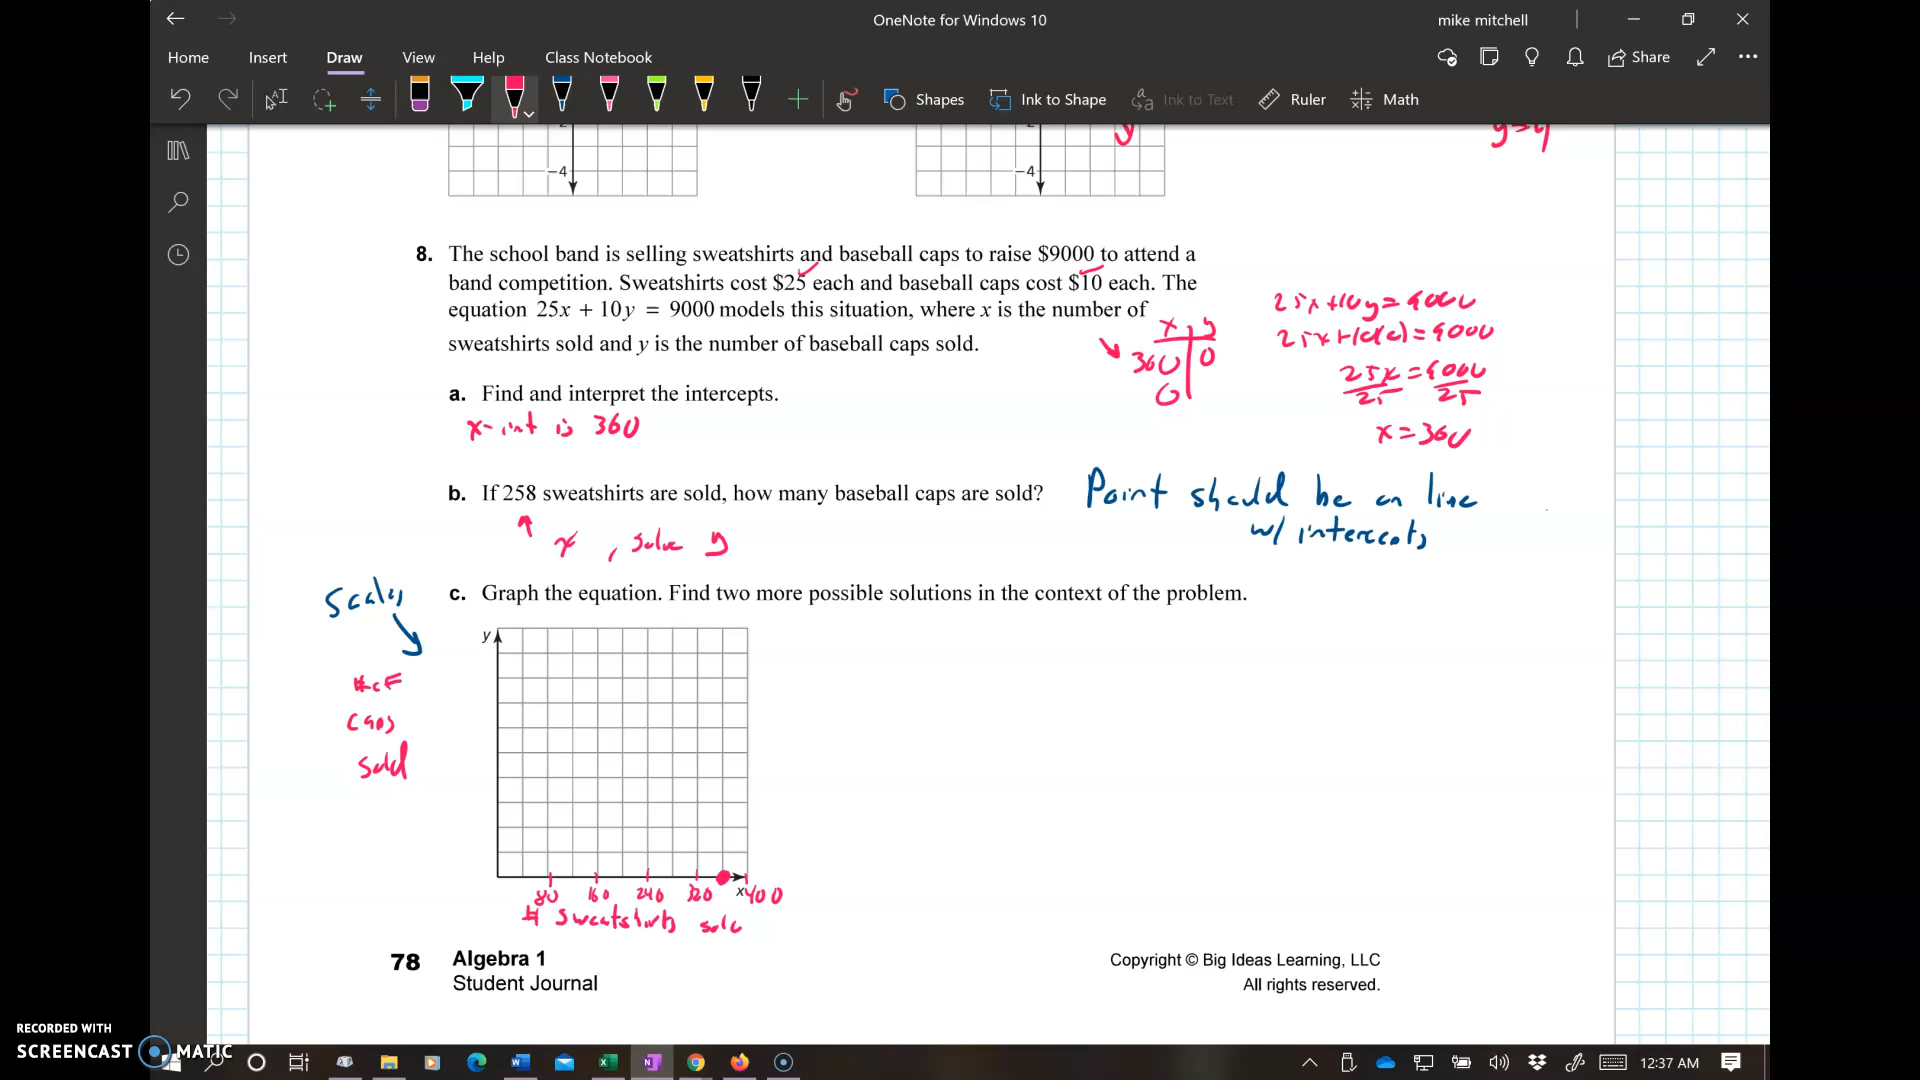 OneNote for Windows 10
mike mitchell
Home Insert Draw View Help Class Notebook
Share
Shapes Ink to Shape Ink to Text Ruler Math
-4
-4
y
y=4
8. The school band is selling sweatshirts and baseball caps to raise $9000 to attend a
band competition. Sweatshirts cost $25 each and baseball caps cost $10 each. The
equation 25x + 10y = 9000 models this situation, where x is the number of
sweatshirts sold and y is the number of baseball caps sold.
x y
360 0
0
25x+10y=9000
25x+10(0)=9000
25x = 9000
25 25
x=360
a. Find and interpret the intercepts.
x-int is 360
b. If 258 sweatshirts are sold, how many baseball caps are sold?
x, solve y
Point should be on line
w/ intercepts
c. Graph the equation. Find two more possible solutions in the context of the problem.
Scales
# of
caps
sold
y
x
80 160 240 320 400
# sweatshirts sold
78 Algebra 1
Student Journal
Copyright © Big Ideas Learning, LLC
All rights reserved.
RECORDED WITH
SCREENCAST MATIC
12:37 AM